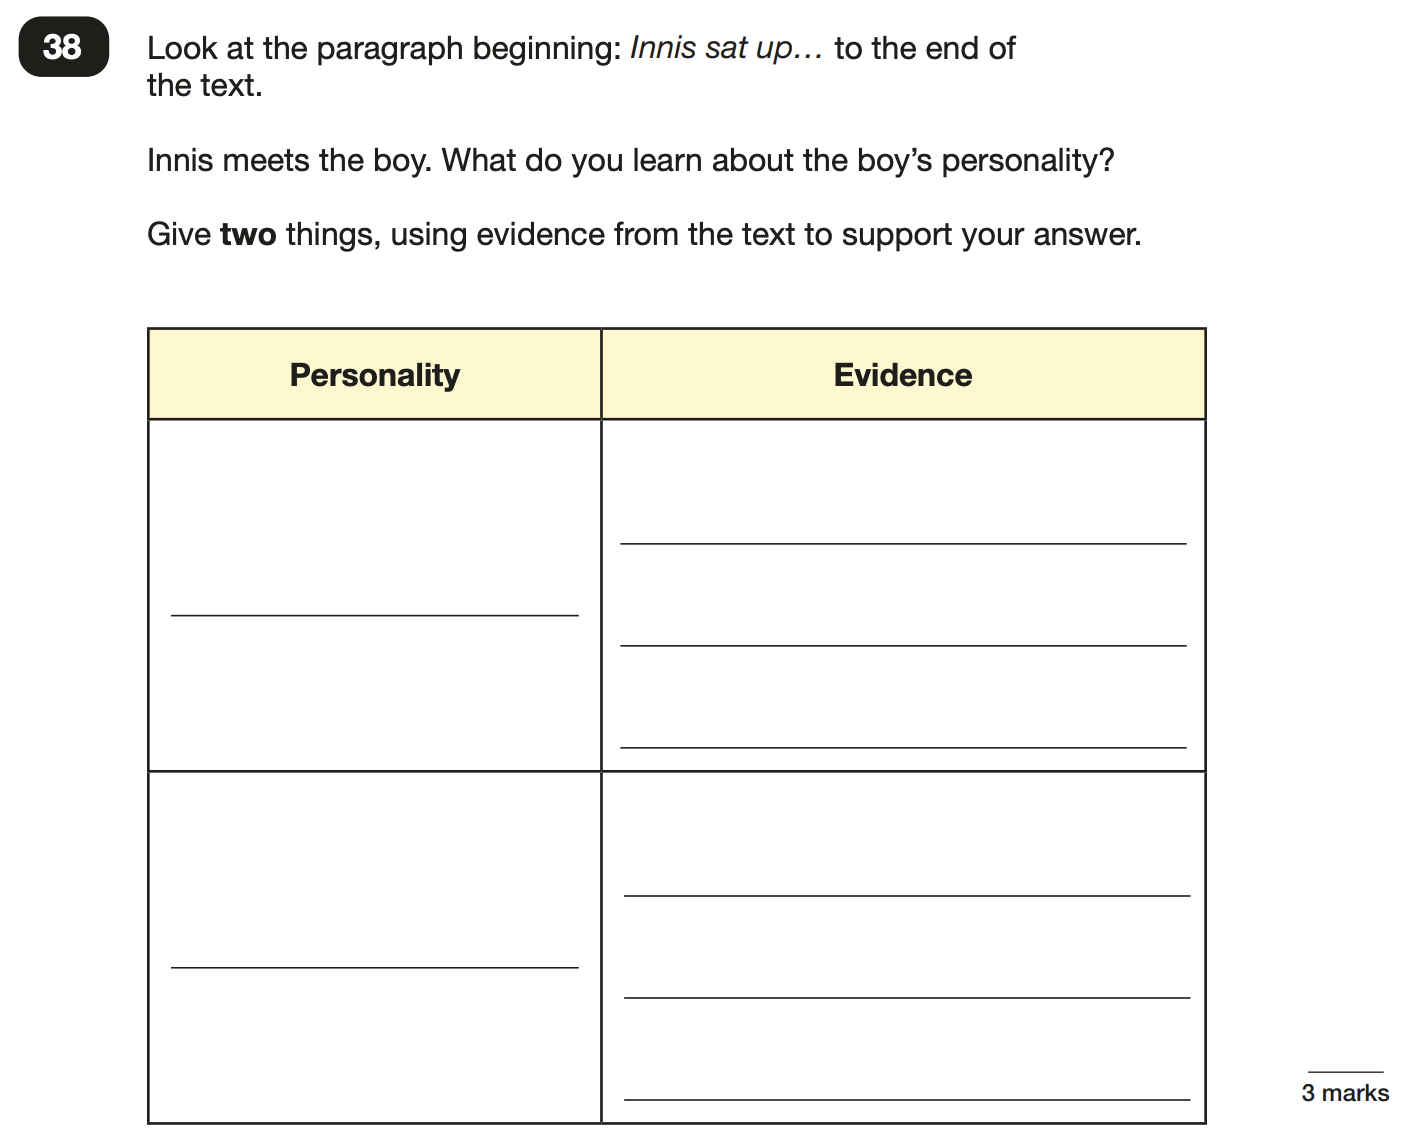 38
Look at the paragraph beginning: Innis sat up… to the end of
the text.
Innis meets the boy. What do you learn about the boy’s personality?
Give two things, using evidence from the text to support your answer.
Personality
Evidence
3 marks